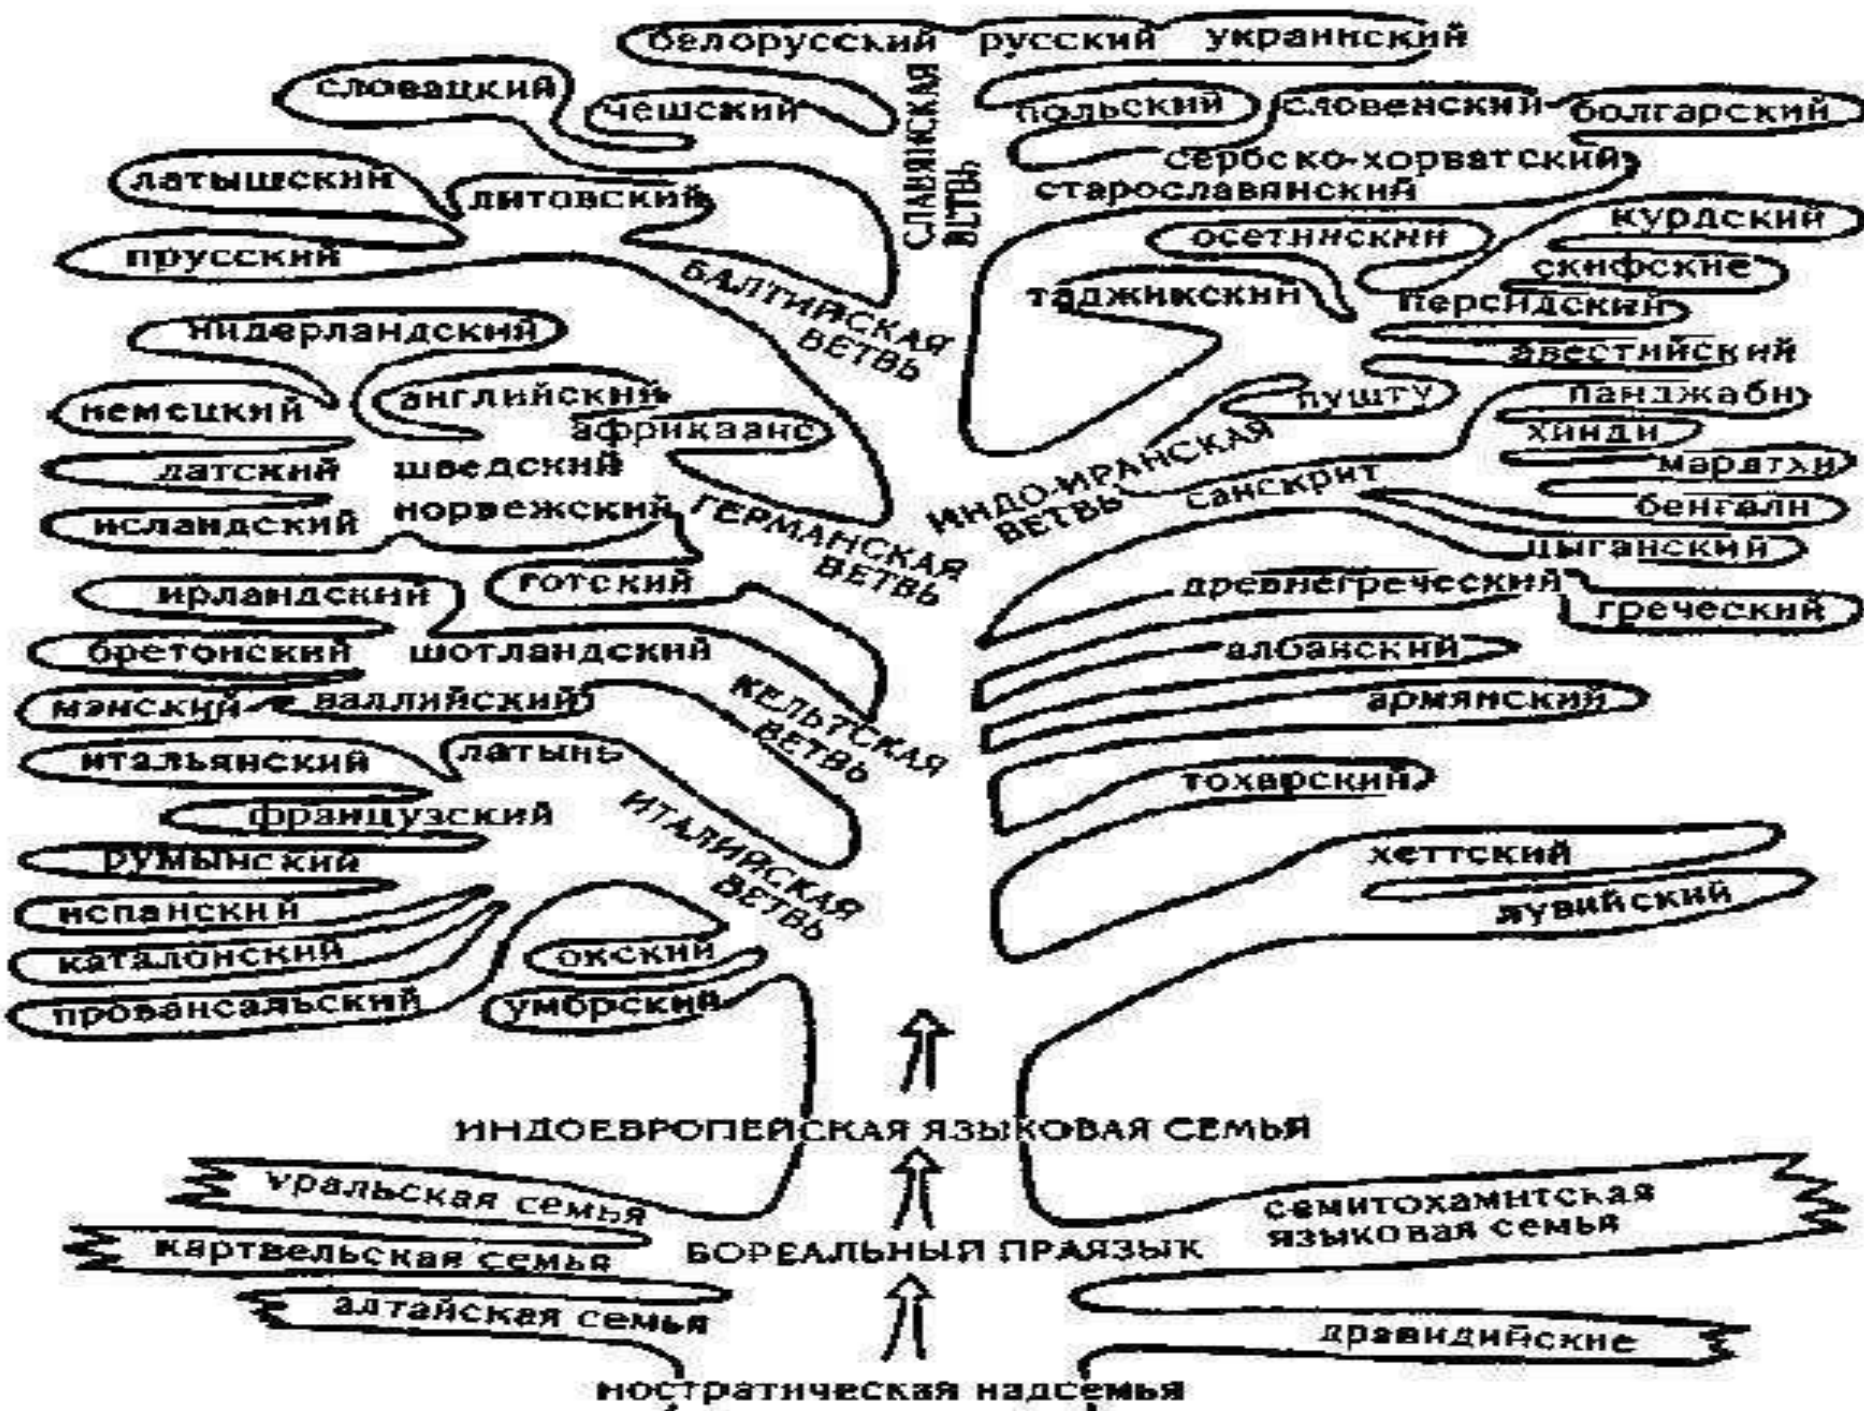 белорусский русский украинский
словацкий
чешский
польский
словенский
болгарский
СЛАВЯНСКАЯ
ВЕТВЬ
сербско-хорватский
старославянский
латышский
литовский
прусский
БАЛТИЙСКАЯ
ВЕТВЬ
курдский
осетинский
скифские
таджикский
персидский
авестийский
пушту
ИНДО-ИРАНСКАЯ
ВЕТВЬ
санскрит
панджаби
хинди
маратхи
бенгали
цыганский
нидерландский
немецкий
английский
африкаанс
датский
шведский
исландский
норвежский
готский
ГЕРМАНСКАЯ
ВЕТВЬ
древнегреческий
греческий
албанский
армянский
тохарский
хеттский
лувийский
ирландский
бретонский
шотландский
мэнский
валлийский
КЕЛЬТСКАЯ
ВЕТВЬ
итальянский
латынь
французский
румынский
испанский
каталонский
провансальский
окский
умбрский
ИТАЛИЙСКАЯ
ВЕТВЬ
ИНДОЕВРОПЕЙСКАЯ ЯЗЫКОВАЯ СЕМЬЯ
уральская семья
семитохамитская
языковая семья
картвельская семья
БОРЕАЛЬНЫЙ ПРАЯЗЫК
алтайская семья
дравидийские
ностратическая надсемья